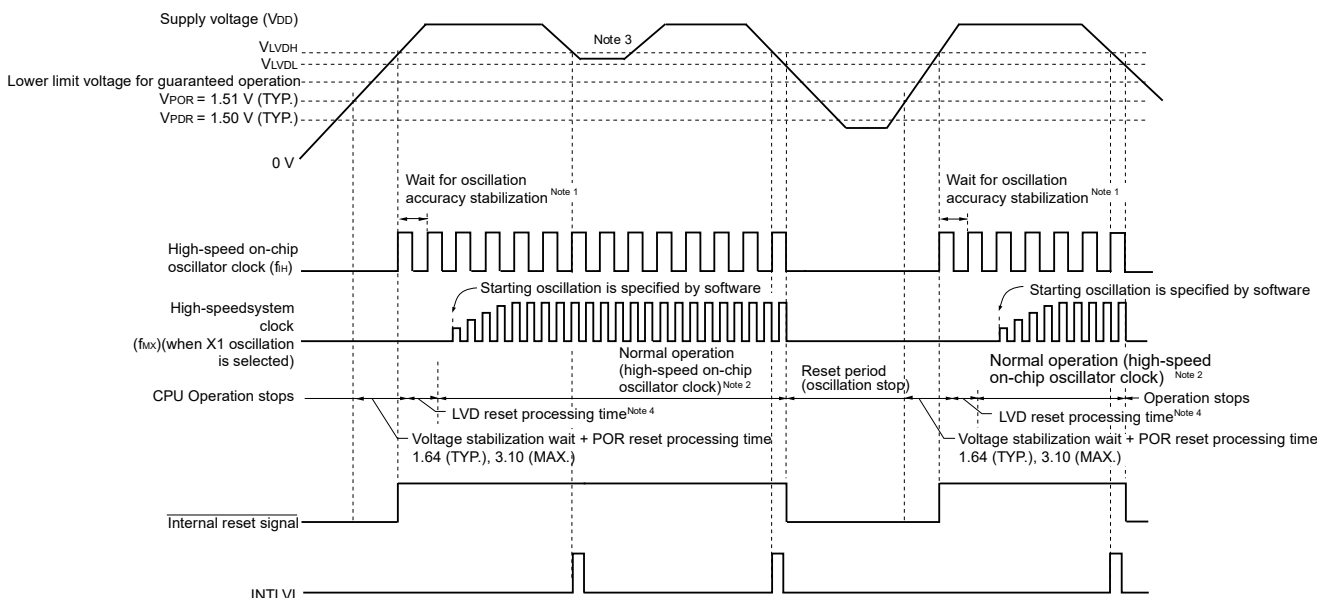 Supply voltage (VDD)
VLVDH
Note 3
VLVDL
Lower limit voltage for guaranteed operation
VPOR = 1.51 V (TYP.)
VPDR = 1.50 V (TYP.)
0 V
Wait for oscillation
accuracy stabilization Note 1
Wait for oscillation
accuracy stabilization Note 1
High-speed on-chip
oscillator clock (fIH)
Starting oscillation is specified by software
Starting oscillation is specified by software
High-speedsystem
clock
(fMX)(when X1 oscillation
is selected)
Normal operation
(high-speed on-chip
oscillator clock)Note 2
Reset period
(oscillation stop)
Normal operation (high-speed
on-chip oscillator clock) Note 2
CPU Operation stops
Operation stops
LVD reset processing timeNote 4
LVD reset processing timeNote 4
Voltage stabilization wait + POR reset processing time
1.64 (TYP.), 3.10 (MAX.)
Voltage stabilization wait + POR reset processing time
1.64 (TYP.), 3.10 (MAX.)
Internal reset signal
INTLVI